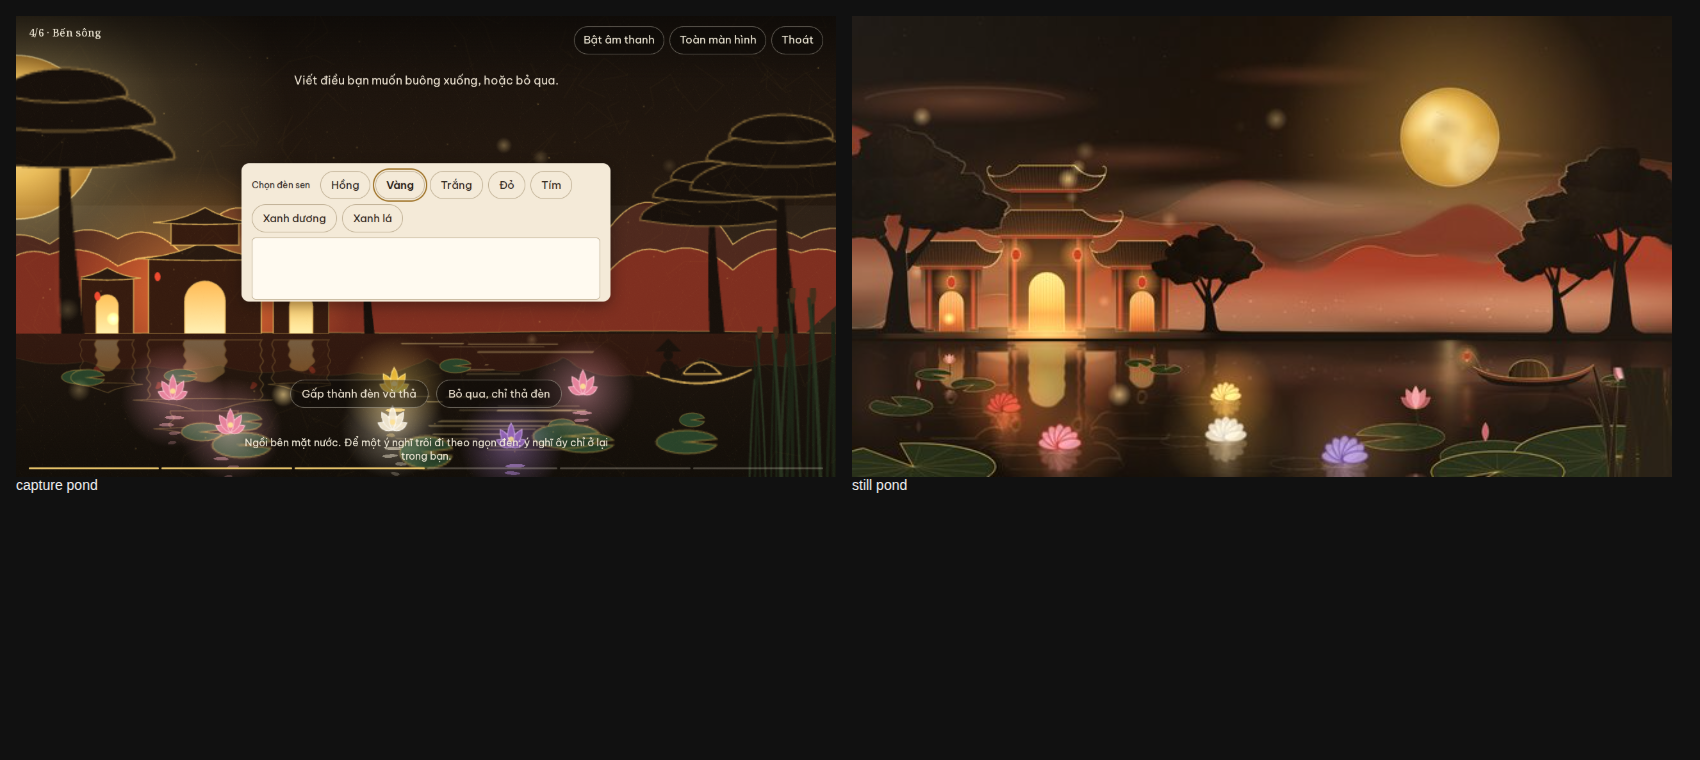 4/6 · Bến sông
Bật âm thanh
Toàn màn hình
Thoát
Viết điều bạn muốn buông xuống, hoặc bỏ qua.
Chọn đèn sen
Hồng
Vàng
Trắng
Đỏ
Tím
Xanh dương
Xanh lá
Gấp thành đèn và thả
Bỏ qua, chỉ thả đèn
Ngồi bên mặt nước. Để một ý nghĩ trôi đi theo ngọn đèn; ý nghĩ ấy chỉ ở lại
trong bạn.
capture pond
still pond